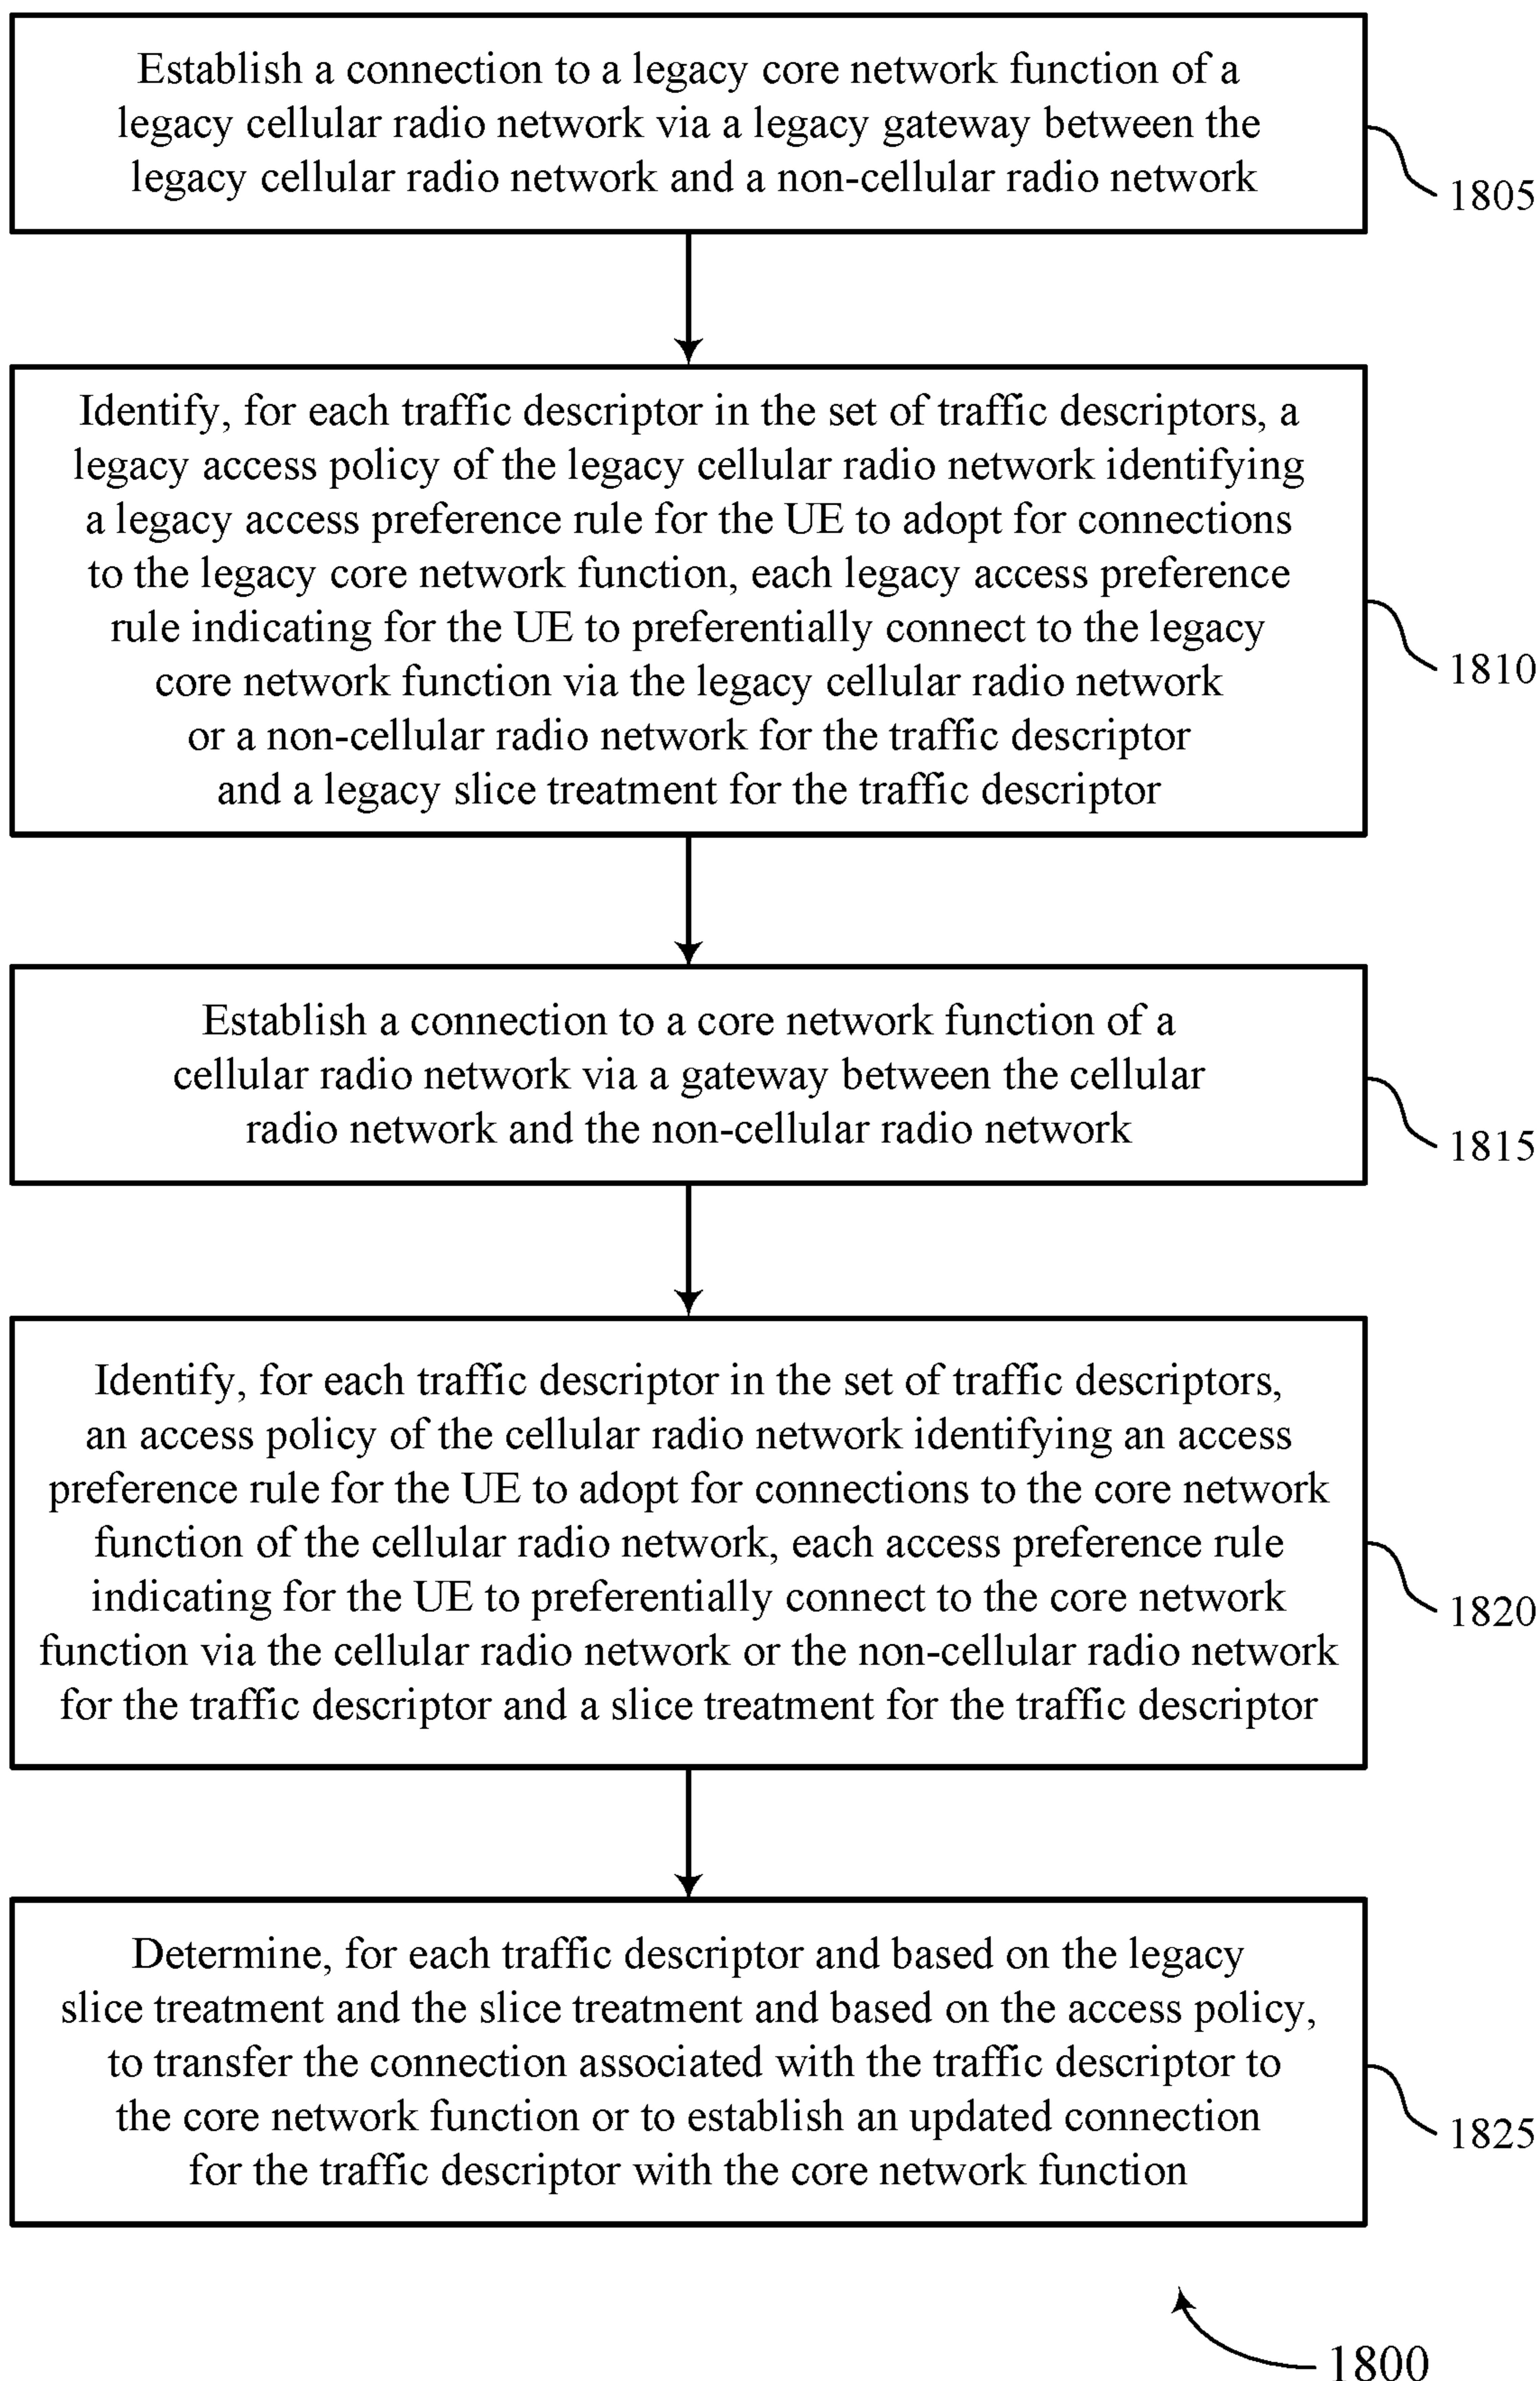 Establish a connection to a legacy core network function of a
legacy cellular radio network via a legacy gateway between the
legacy cellular radio network and a non-cellular radio network
1805
Identify, for each traffic descriptor in the set of traffic descriptors, a
legacy access policy of the legacy cellular radio network identifying
a legacy access preference rule for the UE to adopt for connections
to the legacy core network function, each legacy access preference
rule indicating for the UE to preferentially connect to the legacy
core network function via the legacy cellular radio network
or a non-cellular radio network for the traffic descriptor
and a legacy slice treatment for the traffic descriptor
1810
Establish a connection to a core network function of a
cellular radio network via a gateway between the cellular
radio network and the non-cellular radio network
1815
Identify, for each traffic descriptor in the set of traffic descriptors,
an access policy of the cellular radio network identifying an access
preference rule for the UE to adopt for connections to the core network
function of the cellular radio network, each access preference rule
indicating for the UE to preferentially connect to the core network
function via the cellular radio network or the non-cellular radio network
for the traffic descriptor and a slice treatment for the traffic descriptor
1820
Determine, for each traffic descriptor and based on the legacy
slice treatment and the slice treatment and based on the access policy,
to transfer the connection associated with the traffic descriptor to
the core network function or to establish an updated connection
for the traffic descriptor with the core network function
1825
1800